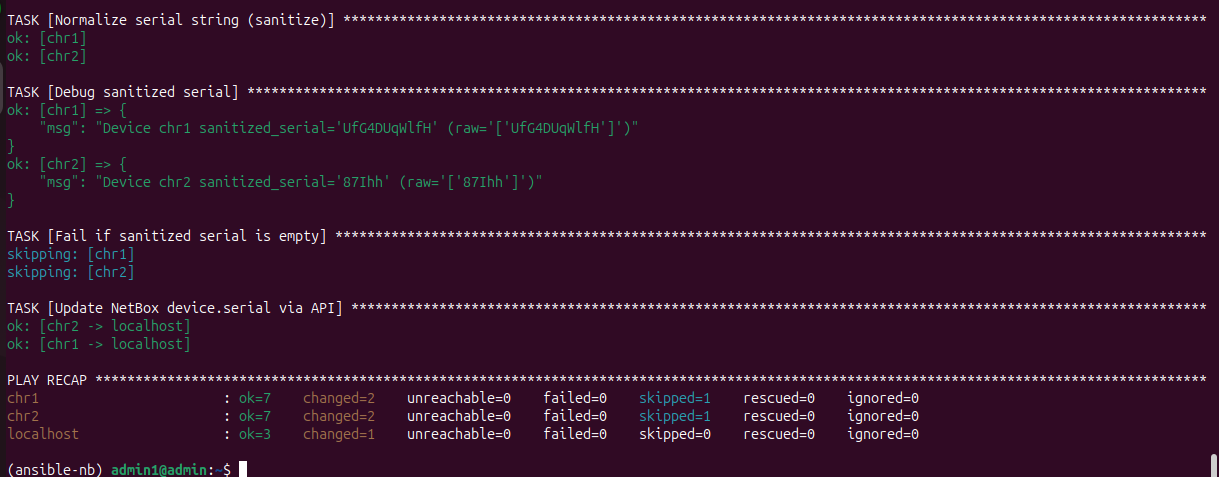 TASK [Normalize serial string (sanitize)] ************************************************************************************************************
ok: [chr1]
ok: [chr2]
TASK [Debug sanitized serial] ************************************************************************************************************************
ok: [chr1] => {
    "msg": "Device chr1 sanitized_serial='UfG4DUqWlfH' (raw='['UfG4DUqWlfH']')"
}
ok: [chr2] => {
    "msg": "Device chr2 sanitized_serial='87Ihh' (raw='['87Ihh']')"
}
TASK [Fail if sanitized serial is empty] *************************************************************************************************************
skipping: [chr1]
skipping: [chr2]
TASK [Update NetBox device.serial via API] ***********************************************************************************************************
ok: [chr2 -> localhost]
ok: [chr1 -> localhost]
PLAY RECAP *******************************************************************************************************************************************
chr1                       : ok=7    changed=2    unreachable=0    failed=0    skipped=1    rescued=0    ignored=0
chr2                       : ok=7    changed=2    unreachable=0    failed=0    skipped=1    rescued=0    ignored=0
localhost                  : ok=3    changed=1    unreachable=0    failed=0    skipped=0    rescued=0    ignored=0
(ansible-nb) admin1@admin:~$